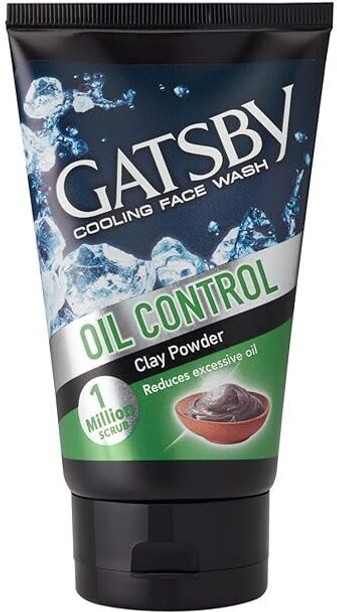 GATSBY
COOLING FACE WASH
OIL CONTROL
Clay Powder
Reduces excessive oil
1
Million
SCRUB